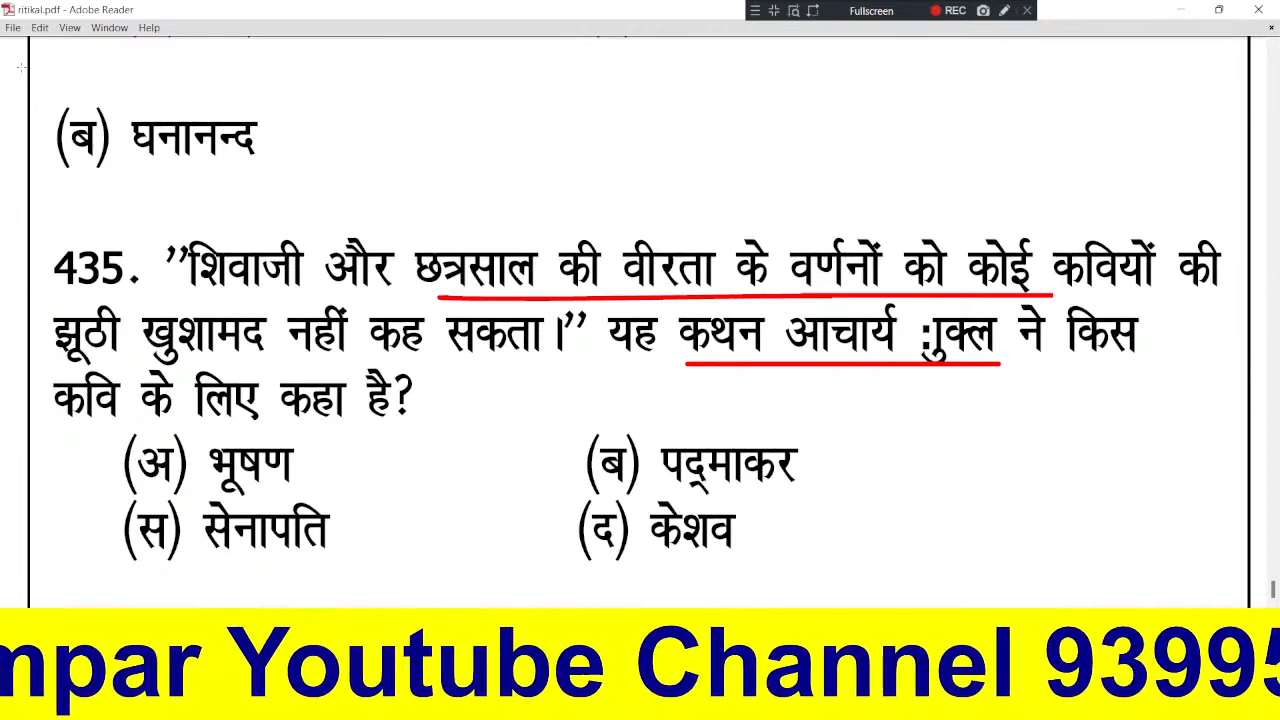 ritikal.pdf - Adobe Reader
Fullscreen REC
File Edit View Window Help
(ब) घनानन्द
435. ’’शिवाजी और छत्रसाल की वीरता के वर्णनों को कोई कवियों की
झूठी खुशामद नहीं कह सकता।’’ यह कथन आचार्य :ुक्ल ने किस
कवि के लिए कहा है?
(अ) भूषण (ब) पद्‌माकर
(स) सेनापति (द) केशव
mpar Youtube Channel 93995